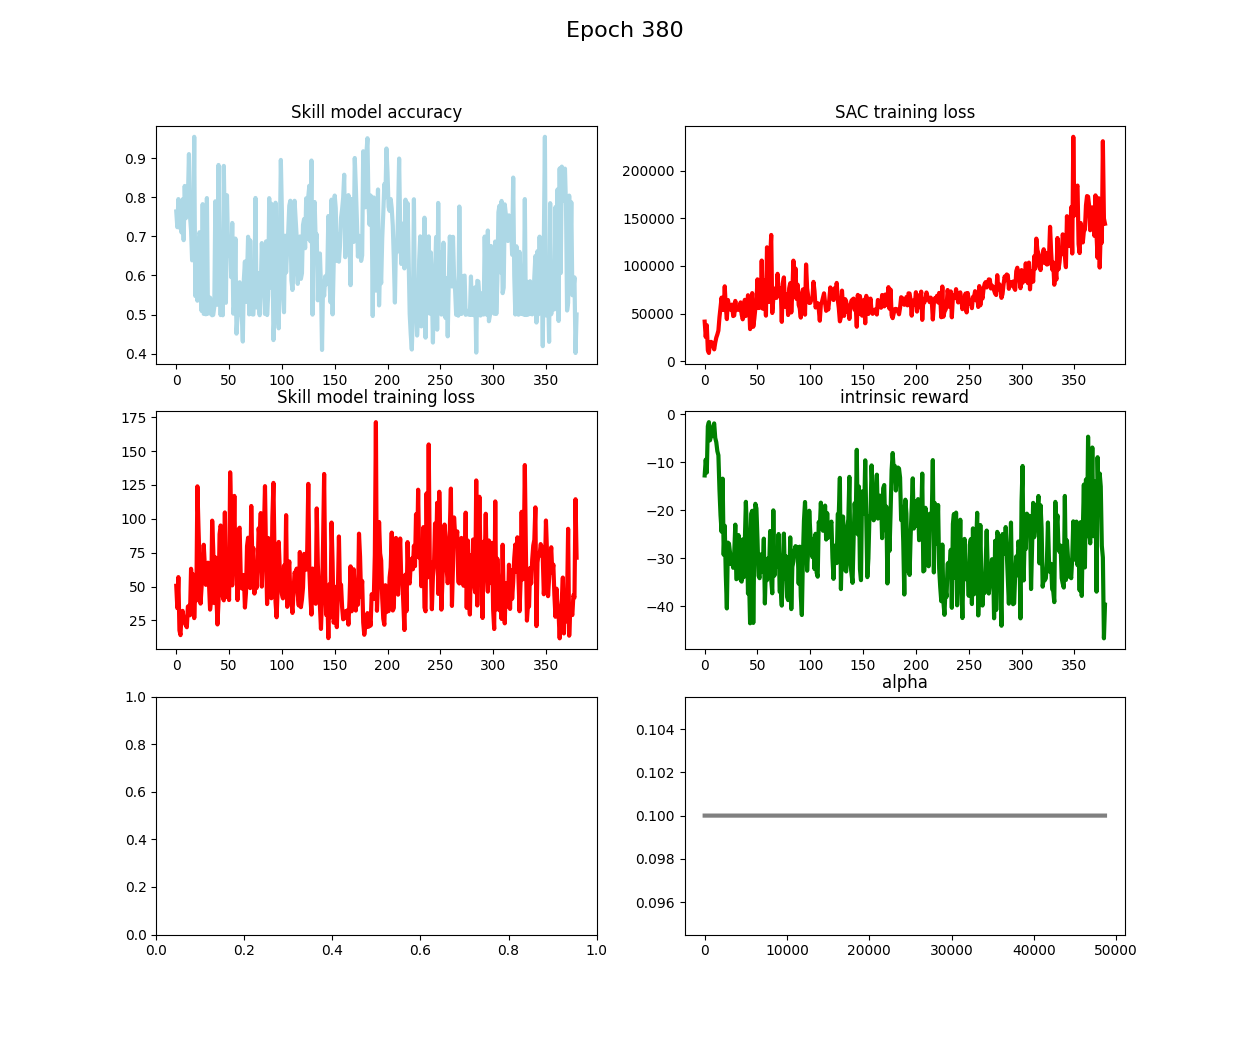 Epoch 380
Skill model accuracy
0.9
0.8
0.7
0.6
0.5
0.4
0 50 100 150 200 250 300 350
SAC training loss
200000
150000
100000
50000
0
0 50 100 150 200 250 300 350
Skill model training loss
175
150
125
100
75
50
25
0 50 100 150 200 250 300 350
intrinsic reward
0
−10
−20
−30
−40
0 50 100 150 200 250 300 350
1.0
0.8
0.6
0.4
0.2
0.0
0.0 0.2 0.4 0.6 0.8 1.0
alpha
0.104
0.102
0.100
0.098
0.096
0 10000 20000 30000 40000 50000